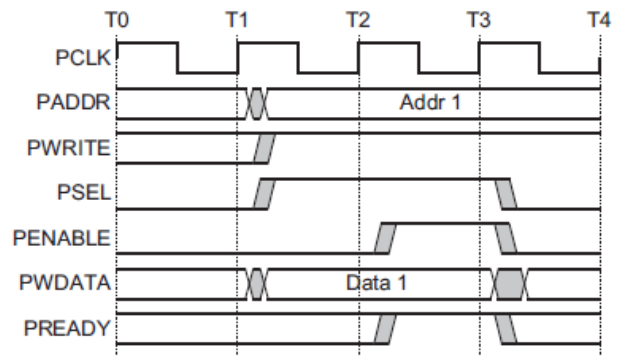 T0 T1 T2 T3 T4
PCLK
PADDR Addr 1
PWRITE
PSEL
PENABLE
PWDATA Data 1
PREADY